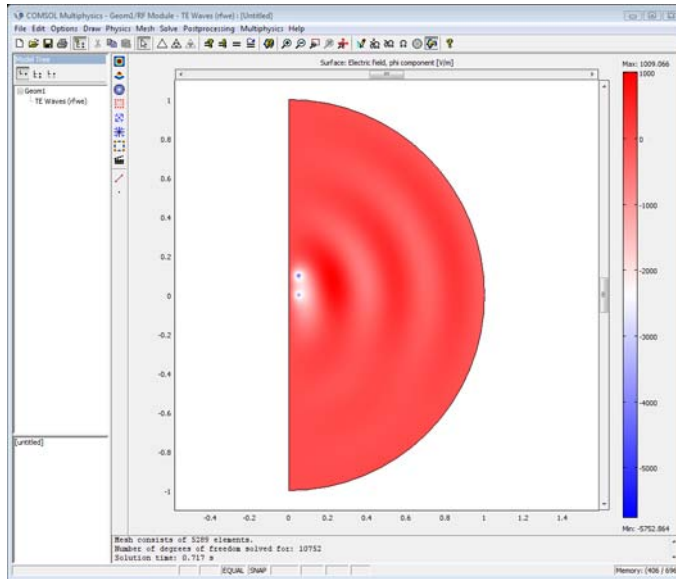 COMSOL Multiphysics - Geom1/RF Module - TE Waves (rfwe) : [Untitled]
File Edit Options Draw Physics Mesh Solve Postprocessing Multiphysics Help
Model Tree
Geom1
TE Waves (rfwe)
[untitled]
Surface: Electric field, phi component [V/m]
Max: 1009.066
1
0.8
0.6
0.4
0.2
0
-0.2
-0.4
-0.6
-0.8
-1
-0.4 -0.2 0 0.2 0.4 0.6 0.8 1 1.2 1.4
1000
0
-1000
-2000
-3000
-4000
-5000
Min: -5752.864
Mesh consists of 5289 elements.
Number of degrees of freedom solved for: 10752
Solution time: 0.717 s
EQUAL SNAP
Memory: (406 / 696